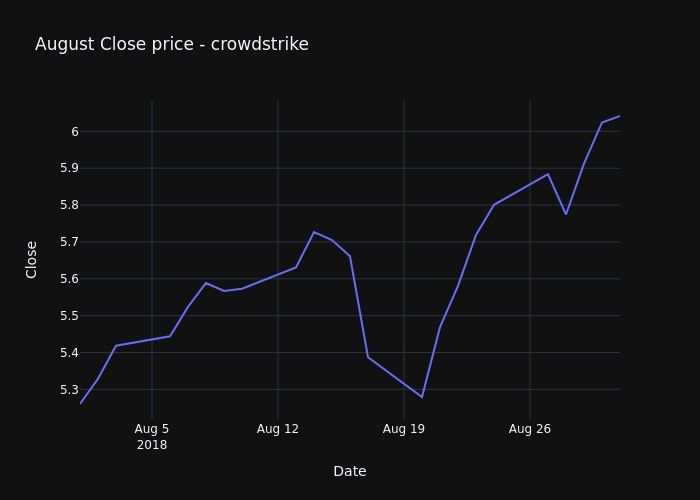 August Close price - crowdstrike
Close
6
5.9
5.8
5.7
5.6
5.5
5.4
5.3
Aug 5
2018
Aug 12
Aug 19
Aug 26
Date